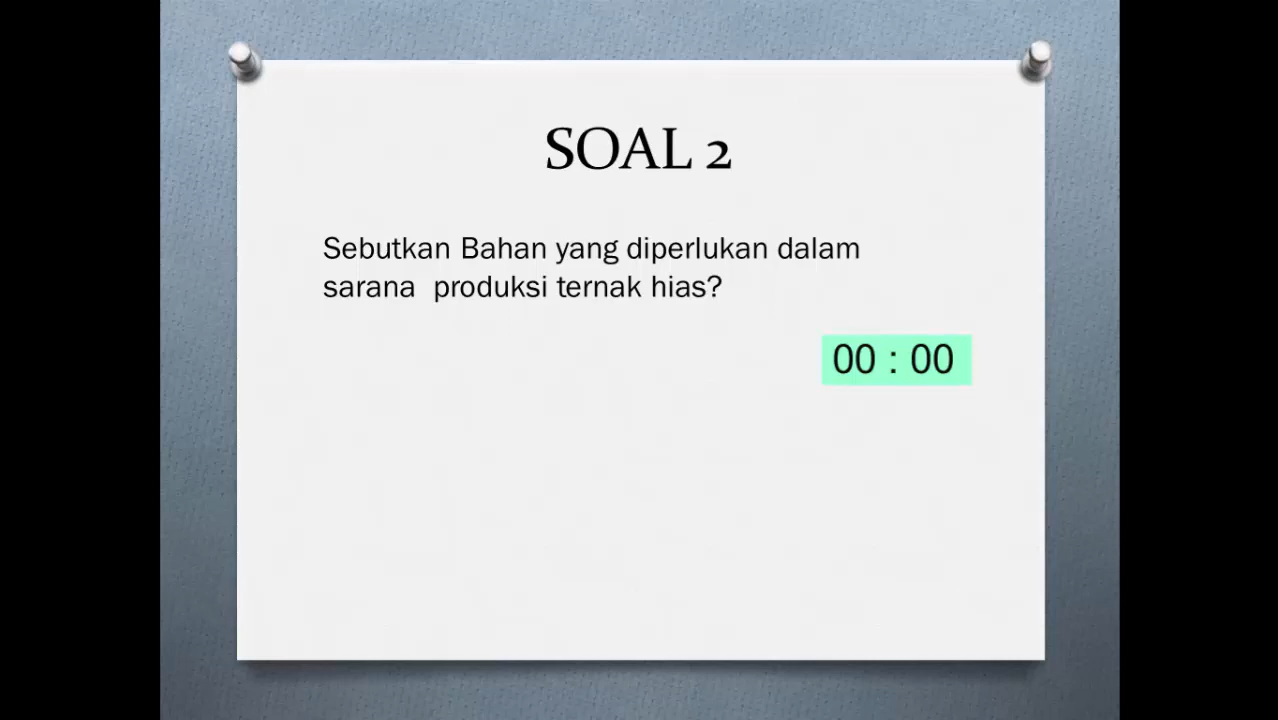 SOAL 2
Sebutkan Bahan yang diperlukan dalam
sarana  produksi ternak hias?
00 : 00